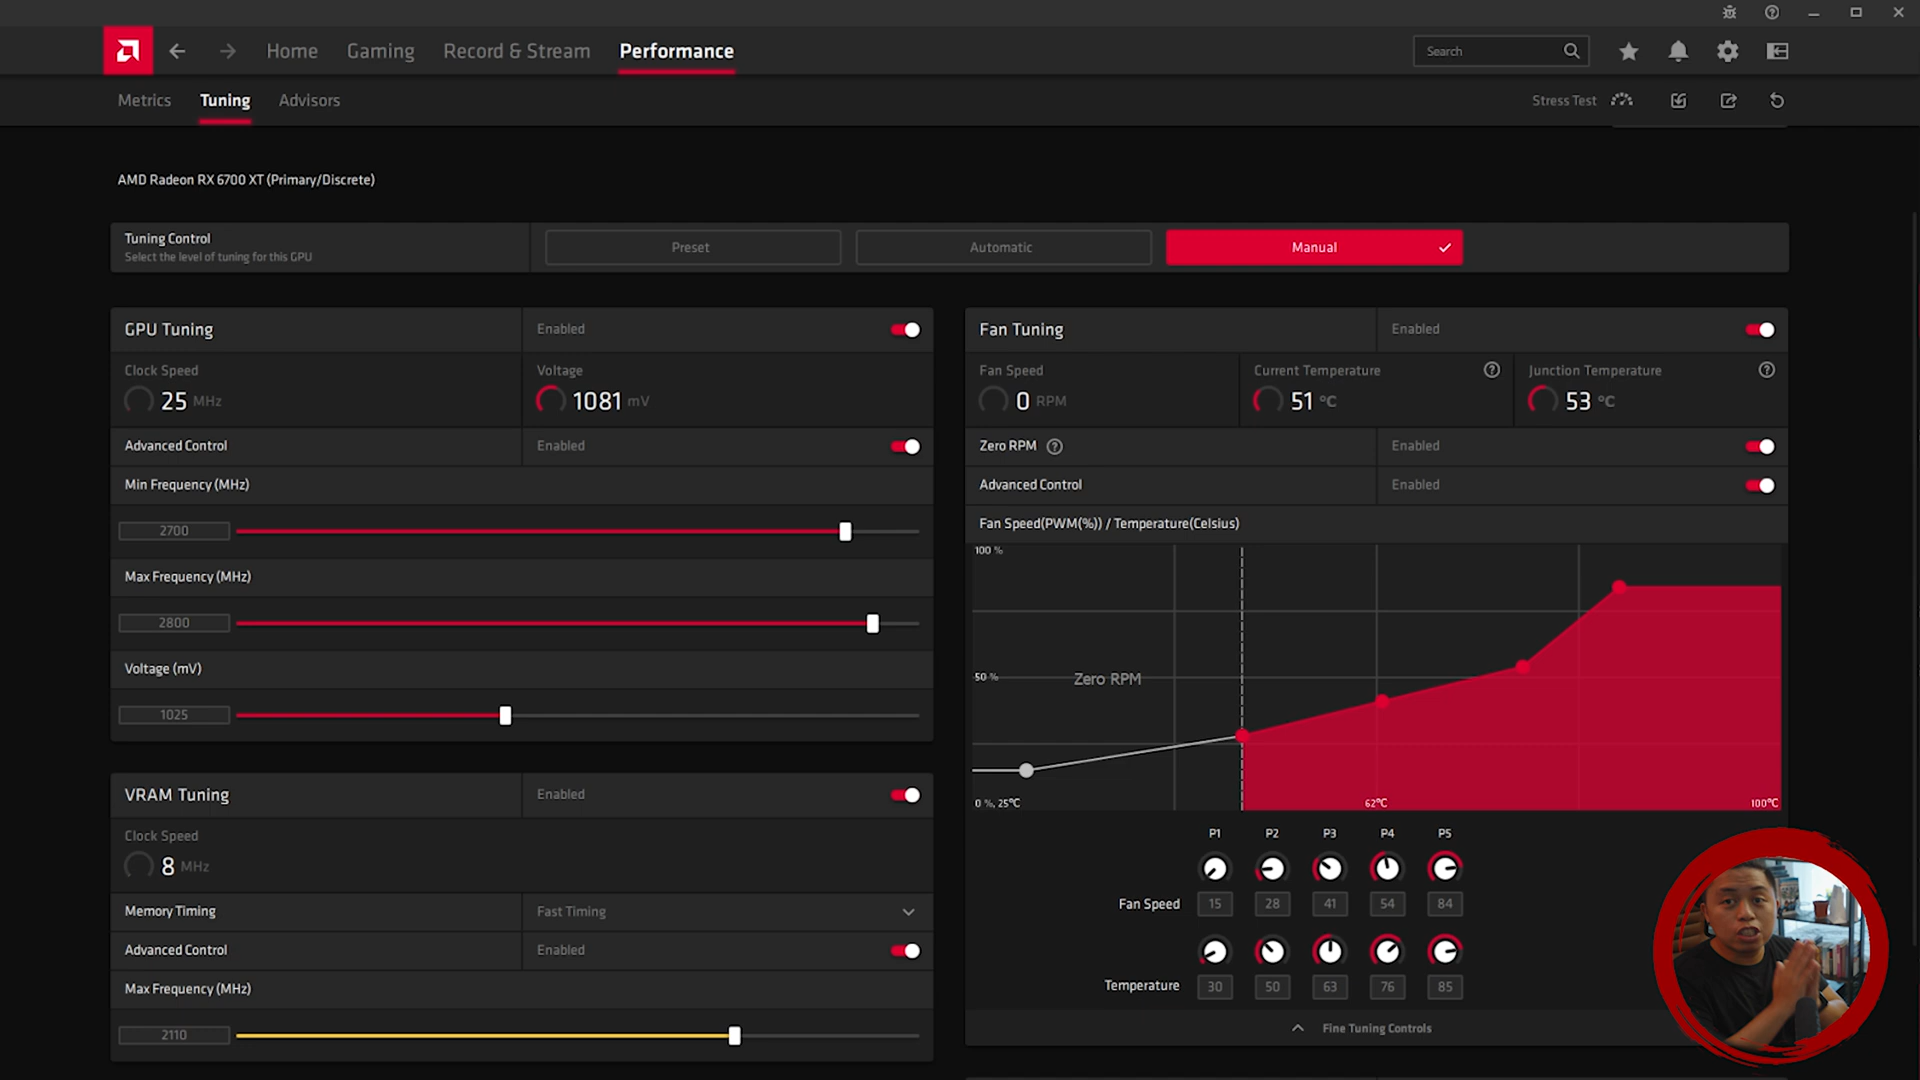 Home Gaming Record & Stream Performance Search
Metrics Tuning Advisors Stress Test
AMD Radeon RX 6700 XT (Primary/Discrete)
Tuning Control
Select the level of tuning for this GPU
Preset Automatic Manual
GPU Tuning Enabled
Clock Speed Voltage
25 MHz 1081 mV
Advanced Control Enabled
Min Frequency (MHz)
2700
Max Frequency (MHz)
2800
Voltage (mV)
1025
VRAM Tuning Enabled
Clock Speed
8 MHz
Memory Timing Fast Timing
Advanced Control Enabled
Max Frequency (MHz)
2110
Fan Tuning Enabled
Fan Speed Current Temperature Junction Temperature
0 RPM 51 °C 53 °C
Zero RPM Enabled
Advanced Control Enabled
Fan Speed(PWM(%)) / Temperature(Celsius)
100 %
50 % Zero RPM
0 %, 25°C 62°C 100°C
P1 P2 P3 P4 P5
Fan Speed 15 28 41 54 84
Temperature 30 50 63 76 85
Fine Tuning Controls